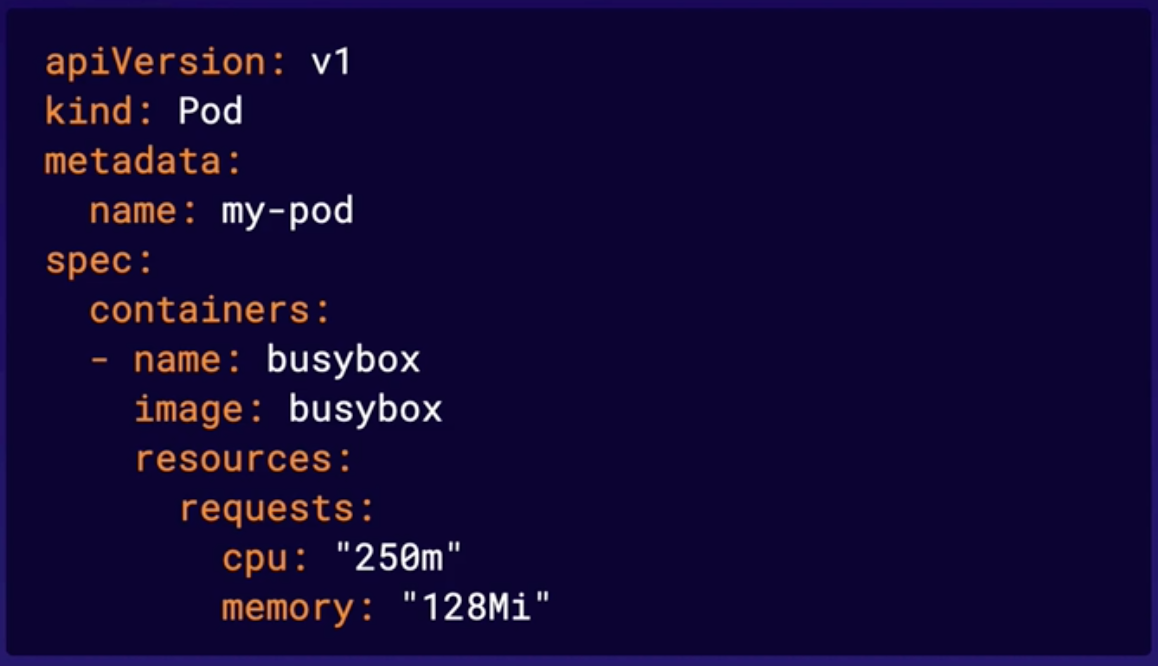 apiVersion: v1
kind: Pod
metadata:
  name: my-pod
spec:
  containers:
  - name: busybox
    image: busybox
    resources:
      requests:
        cpu: "250m"
        memory: "128Mi"